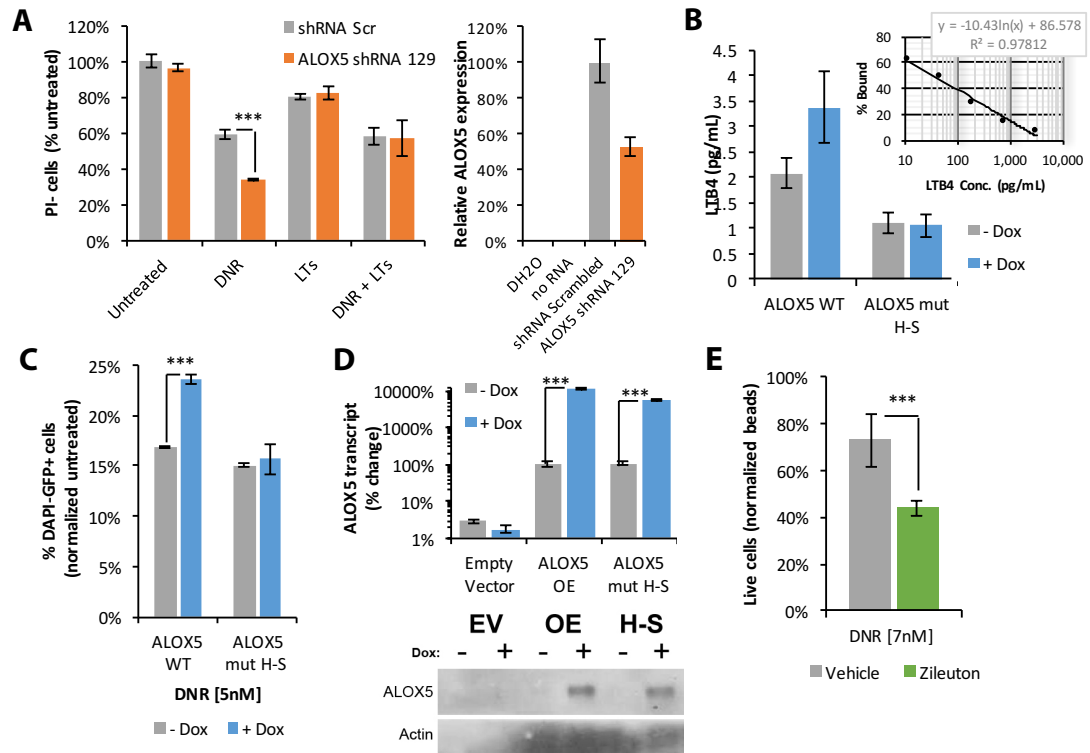 A
120%
100%
80%
60%
40%
20%
0%
PI- cells (% untreated)
shRNA Scr
ALOX5 shRNA 129
***
Untreated
DNR
LTs
DNR + LTs
120%
100%
80%
60%
40%
20%
0%
Relative ALOX5 expression
DH2O
no RNA
shRNA Scrambled
ALOX5 shRNA 129
B
4.5
4
3.5
3
2.5
2
1.5
1
0.5
0
LTB4 (pg/mL)
ALOX5 WT
ALOX5 mut
H-S
y = -10.43ln(x) + 86.578
R² = 0.97812
80
60
40
20
0
% Bound
10
100
1,000
10,000
LTB4 Conc. (pg/mL)
- Dox
+ Dox
C
25%
20%
15%
10%
5%
0%
% DAPI-GFP+ cells
(normalized untreated)
***
ALOX5
WT
ALOX5
mut H-S
DNR [5nM]
- Dox
+ Dox
D
10000%
1000%
100%
10%
1%
ALOX5 transcript
(% change)
- Dox
+ Dox
***
***
Empty
Vector
ALOX5
OE
ALOX5
mut H-S
EV
OE
H-S
Dox: - + - + - +
ALOX5
Actin
E
100%
80%
60%
40%
20%
0%
Live cells (normalized beads)
***
DNR [7nM]
Vehicle
Zileuton